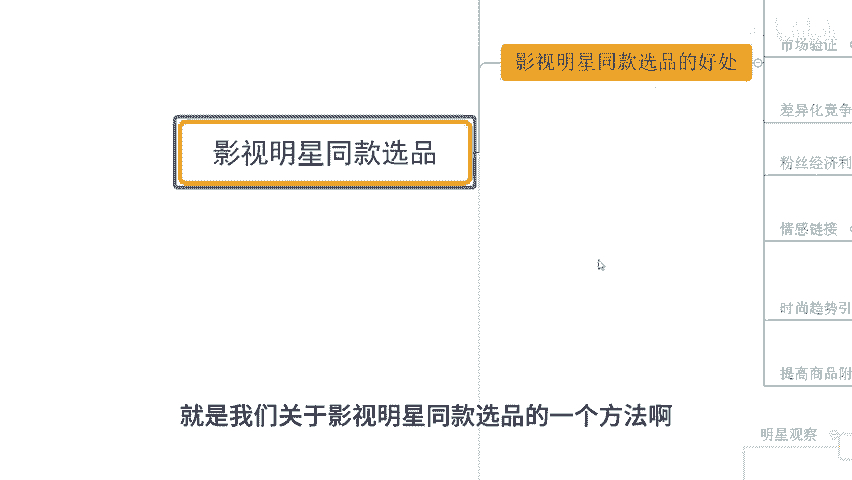 影视明星同款选品的好处
影视明星同款选品
市场验证
差异化竞争
粉丝经济利
情感链接
时尚趋势引
提高商品附
明星观察
就是我们关于影视明星同款选品的一个方法啊